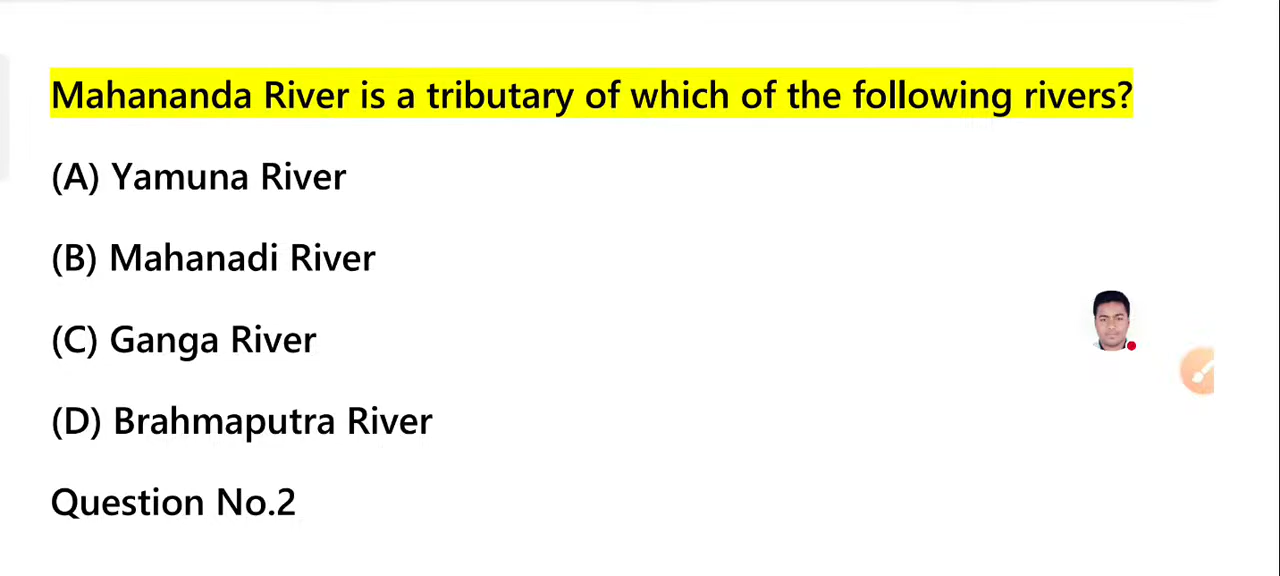 Mahananda River is a tributary of which of the following rivers?
(A) Yamuna River
(B) Mahanadi River
(C) Ganga River
(D) Brahmaputra River
Question No.2